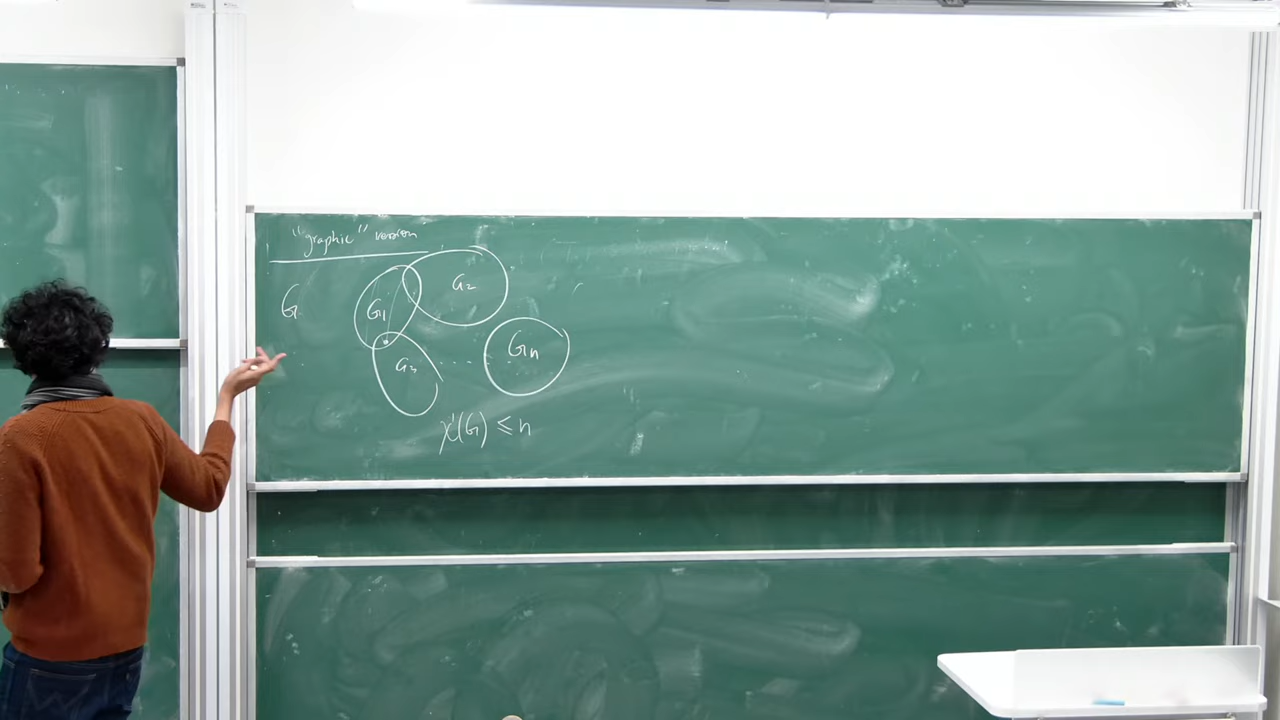 "graphic" version
G
G₁
G₂
G₃
...
Gₙ
χ'(G) ≤ n